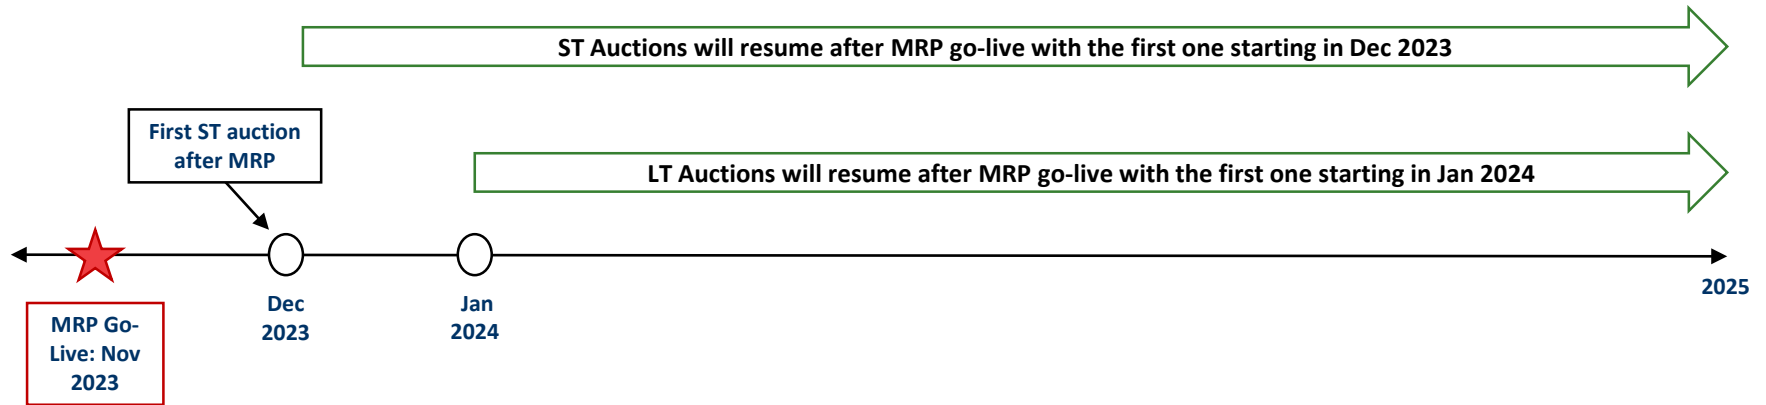 ST Auctions will resume after MRP go-live with the first one starting in Dec 2023
First ST auction
after MRP
LT Auctions will resume after MRP go-live with the first one starting in Jan 2024
Dec
2023
Jan
2024
2025
MRP Go-
Live: Nov
2023